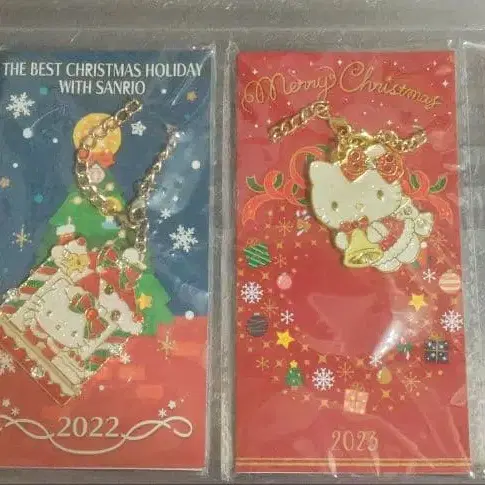 THE BEST CHRISTMAS HOLIDAY
WITH SANRIO
2022
Merry Christmas
2023